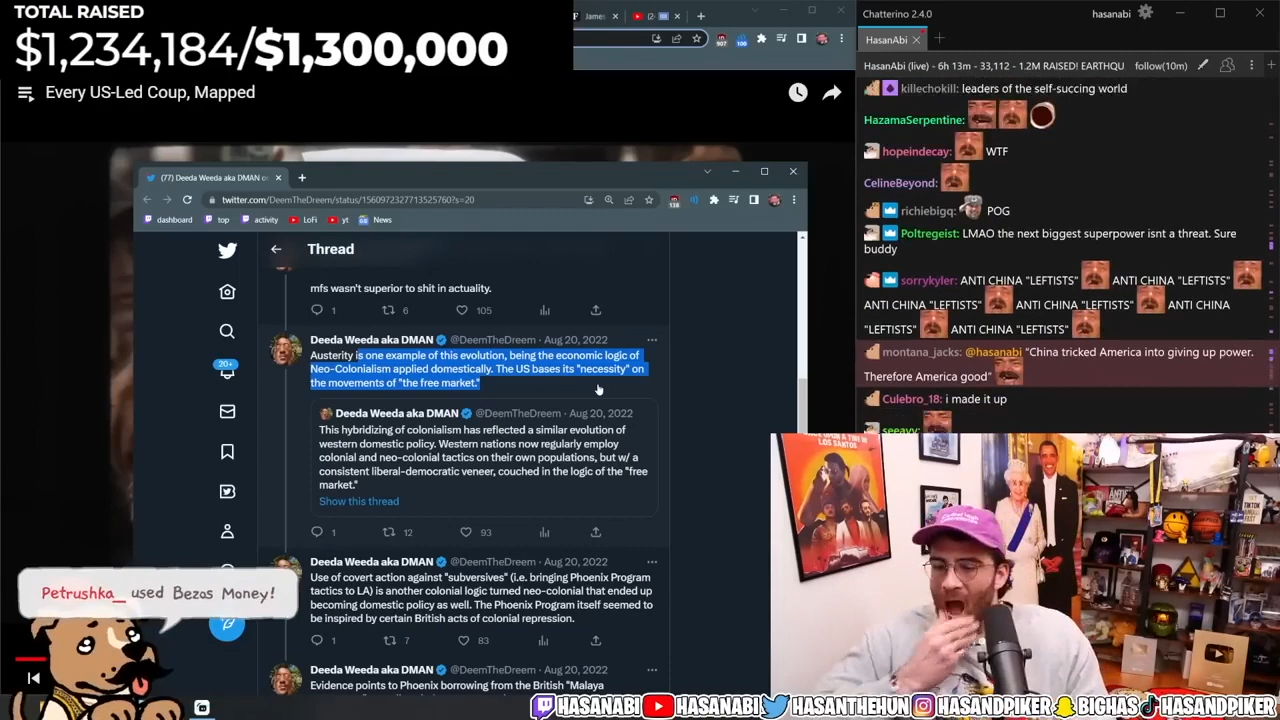 TOTAL RAISED
$1,234,184/$1,300,000
Every US-Led Coup, Mapped
James
(77) Deeda Weeda aka DMAN
twitter.com/DeemTheDreem/status/1560972327713525760?s=20
dashboard
top
activity
LoFi
yt
News
Thread
mfs wasn't superior to shit in actuality.
1
6
105
Deeda Weeda aka DMAN @DeemTheDreem · Aug 20, 2022
Austerity is one example of this evolution, being the economic logic of
Neo-Colonialism applied domestically. The US bases its "necessity" on
the movements of "the free market."
Deeda Weeda aka DMAN @DeemTheDreem · Aug 20, 2022
This hybridizing of colonialism has reflected a similar evolution of
western domestic policy. Western nations now regularly employ
colonial and neo-colonial tactics on their own populations, but w/ a
consistent liberal-democratic veneer, couched in the logic of the "free
market."
Show this thread
1
12
93
20+
Deeda Weeda aka DMAN @DeemTheDreem · Aug 20, 2022
Use of covert action against "subversives" (i.e. bringing Phoenix Program
tactics to LA) is another colonial logic turned neo-colonial that ended up
becoming domestic policy as well. The Phoenix Program itself seemed to
be inspired by certain British acts of colonial repression.
1
7
83
Deeda Weeda aka DMAN @DeemTheDreem · Aug 20, 2022
Evidence points to Phoenix borrowing from the British "Malaya
Petrushka_ used Bezos Money!
Chatterino 2.4.0
hasanabi
HasanAbi
HasanAbi (live) - 6h 13m - 33,112 - 1.2M RAISED! EARTHQU
follow(10m)
killechokill: leaders of the self-succing world
HazamaSerpentine:
hopeindecay: WTF
CelineBeyond:
richiebigq: POG
Poltregeist: LMAO the next biggest superpower isnt a threat. Sure
buddy
sorrykyler: ANTI CHINA "LEFTISTS" ANTI CHINA "LEFTISTS"
ANTI CHINA "LEFTISTS" ANTI CHINA "LEFTISTS" ANTI CHINA
"LEFTISTS" ANTI CHINA "LEFTISTS"
montana_jacks: @hasanabi "China tricked America into giving up power.
Therefore America good"
Culebro_18: i made it up
seeavv:
LOS SANTOS
HASANABI
HASANABI
HASANTHEHUN
HASANDPIKER
BIGHAS
HASANDPIKER